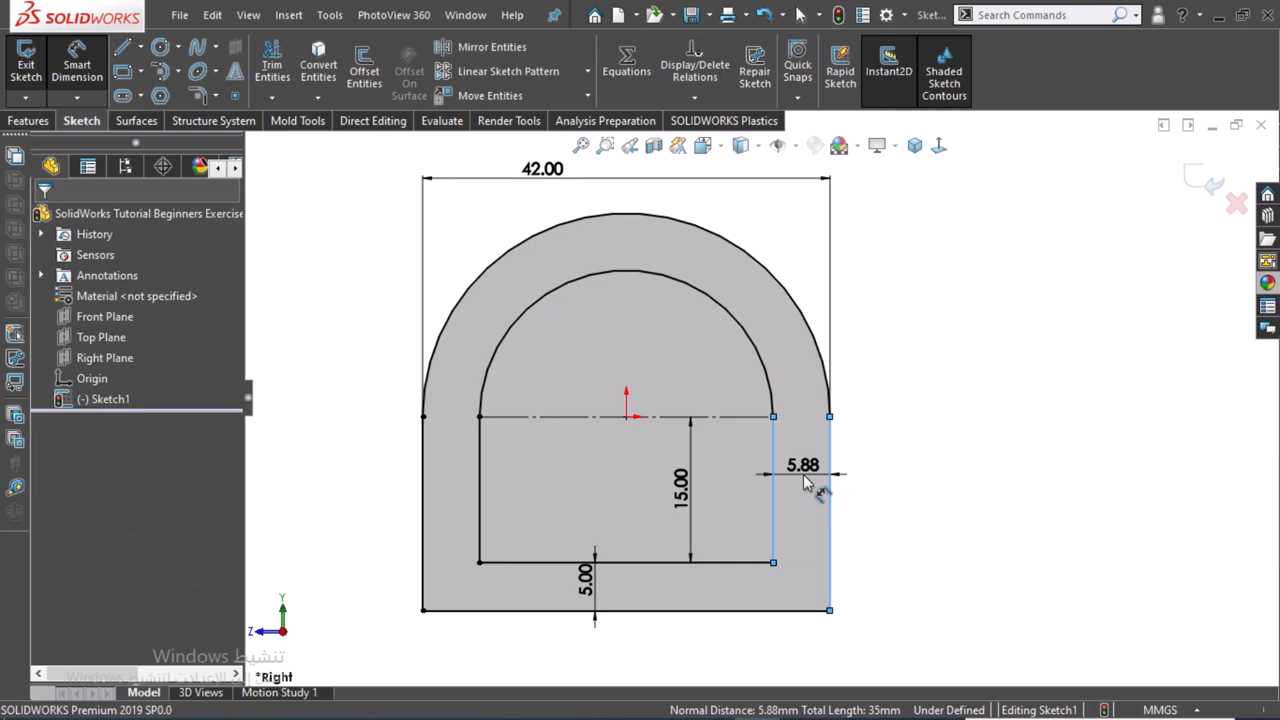 SOLIDWORKS File Edit View Insert Tools PhotoView 360 Window Help Sket... Search Commands ?
Exit Sketch Smart Dimension Trim Entities Convert Entities Offset Entities Offset On Surface Mirror Entities Linear Sketch Pattern Move Entities Equations Display/Delete Relations Repair Sketch Quick Snaps Rapid Sketch Instant2D Shaded Sketch Contours
Features Sketch Surfaces Structure System Mold Tools Direct Editing Evaluate Render Tools Analysis Preparation SOLIDWORKS Plastics
42.00
SolidWorks Tutorial Beginners Exercise
History
Sensors
Annotations
Material <not specified>
Front Plane
Top Plane
Right Plane
Origin
(-) Sketch1
5.88
15.00
5.00
Y
Z
تنشيط Windows
*Right
Model 3D Views Motion Study 1
SOLIDWORKS Premium 2019 SP0.0 Normal Distance: 5.88mm Total Length: 35mm Under Defined Editing Sketch1 MMGS